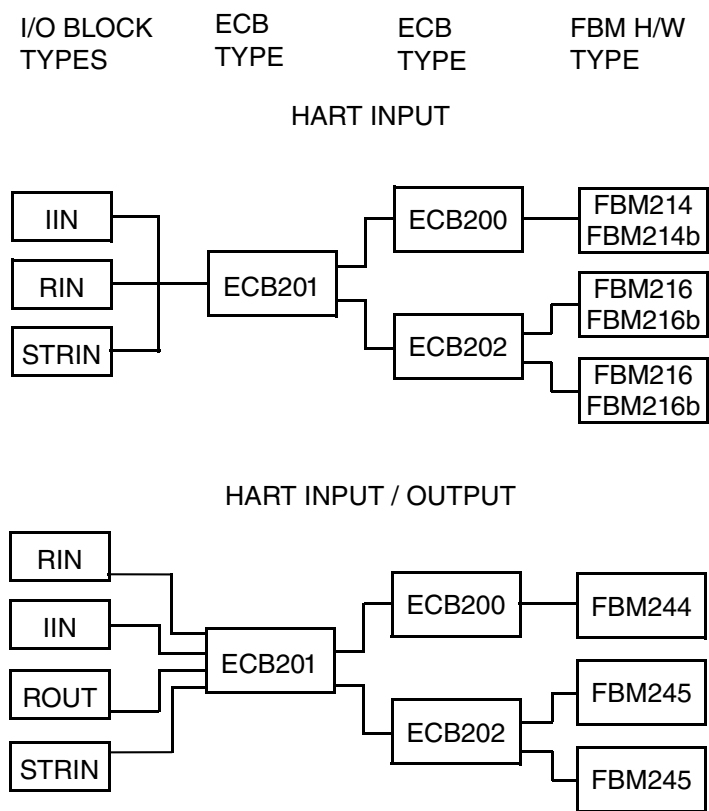 I/O BLOCK
TYPES
ECB
TYPE
ECB
TYPE
FBM H/W
TYPE
HART INPUT
IIN
RIN
STRIN
ECB201
ECB200
ECB202
FBM214
FBM214b
FBM216
FBM216b
FBM216
FBM216b
HART INPUT / OUTPUT
RIN
IIN
ROUT
STRIN
ECB201
ECB200
ECB202
FBM244
FBM245
FBM245